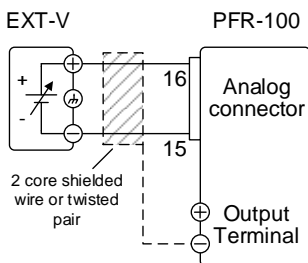 EXT-V
PFR-100
+
-
16
15
Analog
connector
2 core shielded
wire or twisted
pair
Output
Terminal